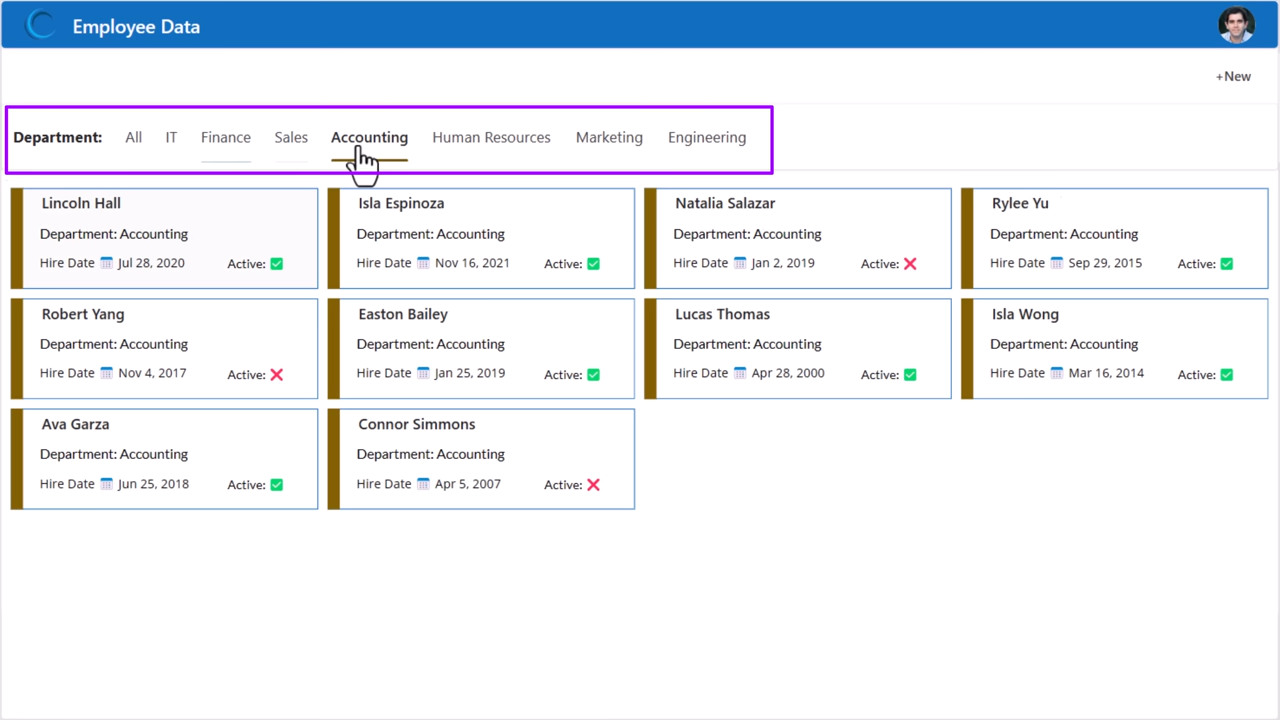 Employee Data
+New
Department: All IT Finance Sales Accounting Human Resources Marketing Engineering
Lincoln Hall
Department: Accounting
Hire Date Jul 28, 2020 Active:
Isla Espinoza
Department: Accounting
Hire Date Nov 16, 2021 Active:
Natalia Salazar
Department: Accounting
Hire Date Jan 2, 2019 Active:
Rylee Yu
Department: Accounting
Hire Date Sep 29, 2015 Active:
Robert Yang
Department: Accounting
Hire Date Nov 4, 2017 Active:
Easton Bailey
Department: Accounting
Hire Date Jan 25, 2019 Active:
Lucas Thomas
Department: Accounting
Hire Date Apr 28, 2000 Active:
Isla Wong
Department: Accounting
Hire Date Mar 16, 2014 Active:
Ava Garza
Department: Accounting
Hire Date Jun 25, 2018 Active:
Connor Simmons
Department: Accounting
Hire Date Apr 5, 2007 Active: